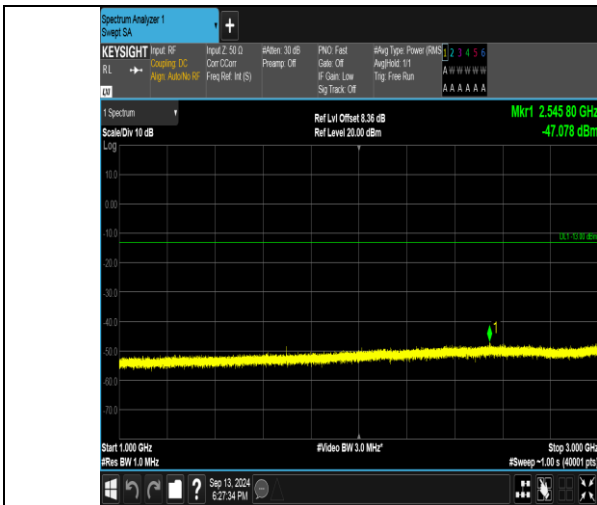 Spectrum Analyzer 1
Swept SA
+
KEYSIGHT
RL
LXI
Input: RF
Coupling: DC
Align: Auto/No RF
Input Z: 50 Ω
Corr CCorr
Freq Ref: Int (S)
#Atten: 30 dB
Preamp: Off
PNO: Fast
Gate: Off
IF Gain: Low
Sig Track: Off
#Avg Type: Power (RMS
Avg|Hold: 1/1
Trig: Free Run
1 2 3 4 5 6
A W W W W W
A A A A A A
1 Spectrum
Scale/Div 10 dB
Log
Ref Lvl Offset 8.36 dB
Ref Level 20.00 dBm
Mkr1 2.545 80 GHz
-47.078 dBm
10.0
0.00
-10.0
DL1 -13.00 dBm
-20.0
-30.0
-40.0
1
-50.0
-60.0
-70.0
Start 1.000 GHz
#Video BW 3.0 MHz*
Stop 3.000 GHz
#Res BW 1.0 MHz
#Sweep ~1.00 s (40001 pts)
?
Sep 13, 2024
6:27:34 PM